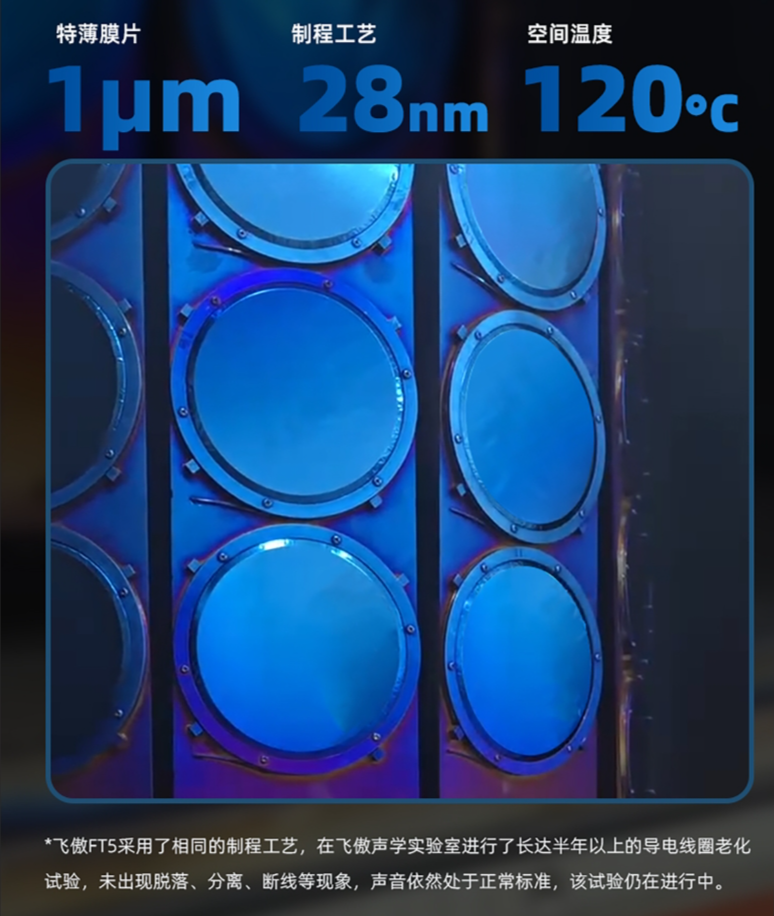 特薄膜片 制程工艺 空间温度
1μm 28nm 120°c
*飞傲FT5采用了相同的制程工艺，在飞傲声学实验室进行了长达半年以上的导电线圈老化
试验，未出现脱落、分离、断线等现象，声音依然处于正常标准，该试验仍在进行中。